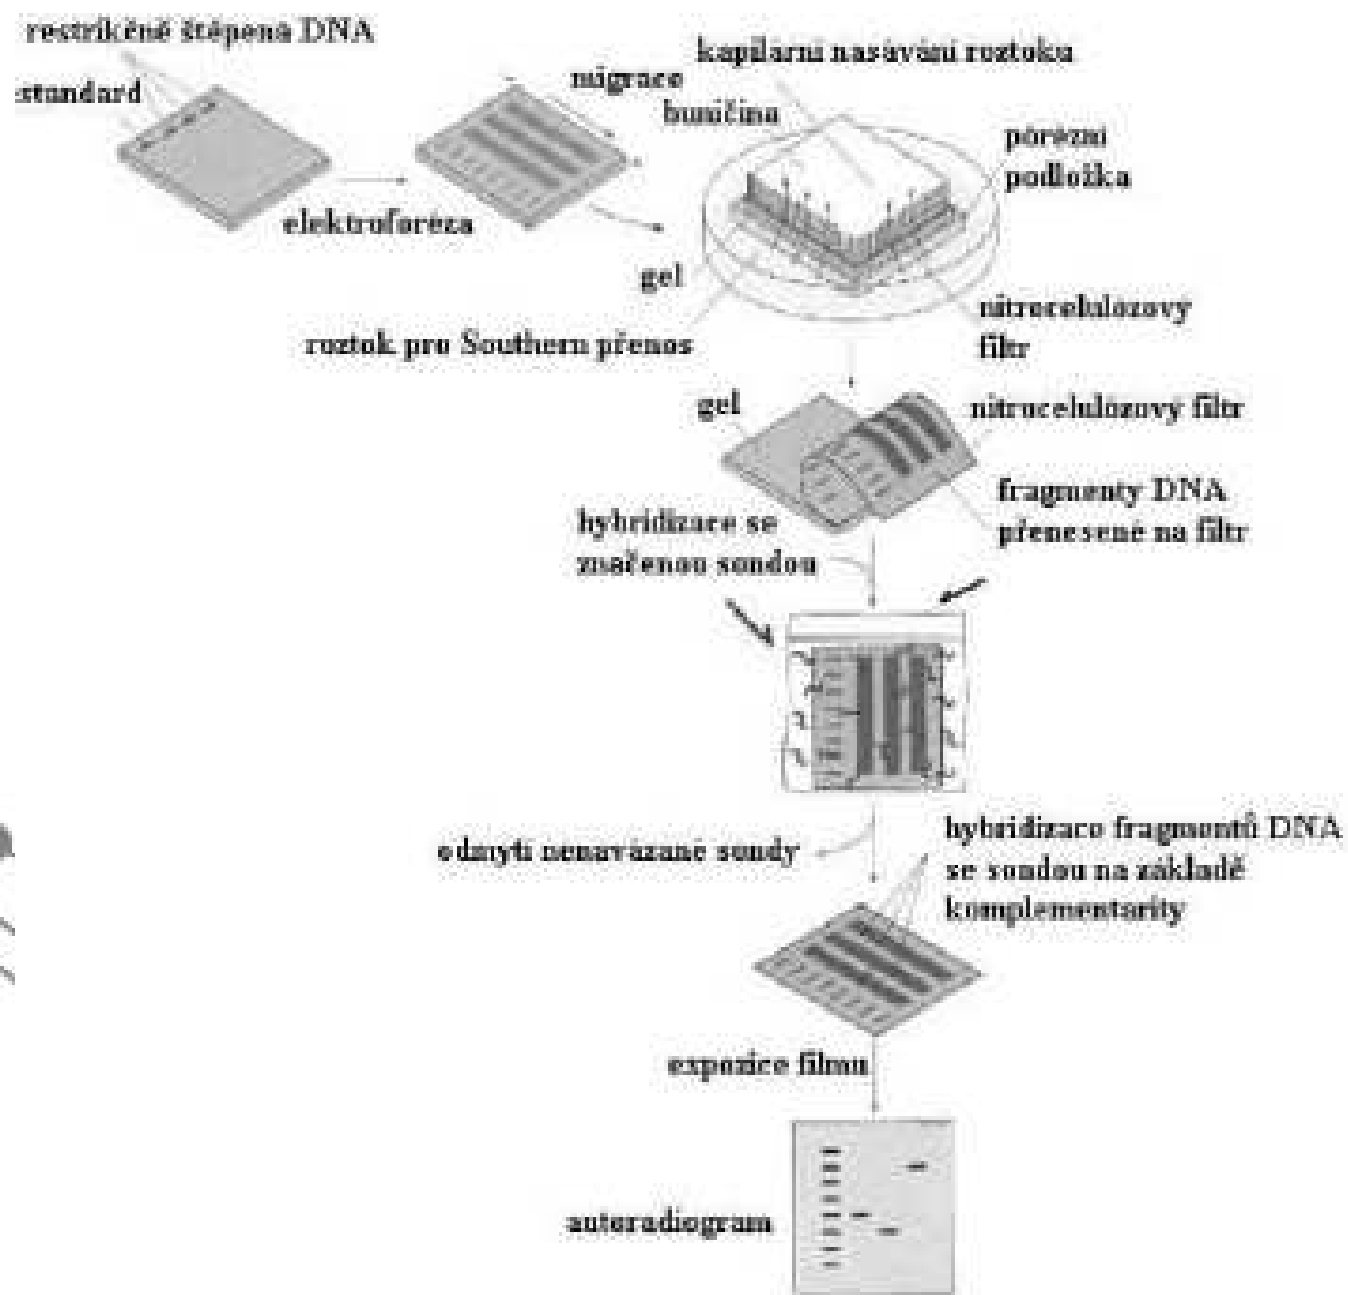 restrikčně štěpená DNA
standard
migrace
elektroforéza
kapilární nasávání roztoku
buničina
porézní
podložka
gel
roztok pro Southern přenos
nitrocelulózový
filtr
gel
nitrocelulózový filtr
fragmenty DNA
přenesené na filtr
hybridizace se
značenou sondou
odmytí nenavázané sondy
hybridizace fragmentů DNA
se sondou na základě
komplementarity
expozice filmu
autoradiogram